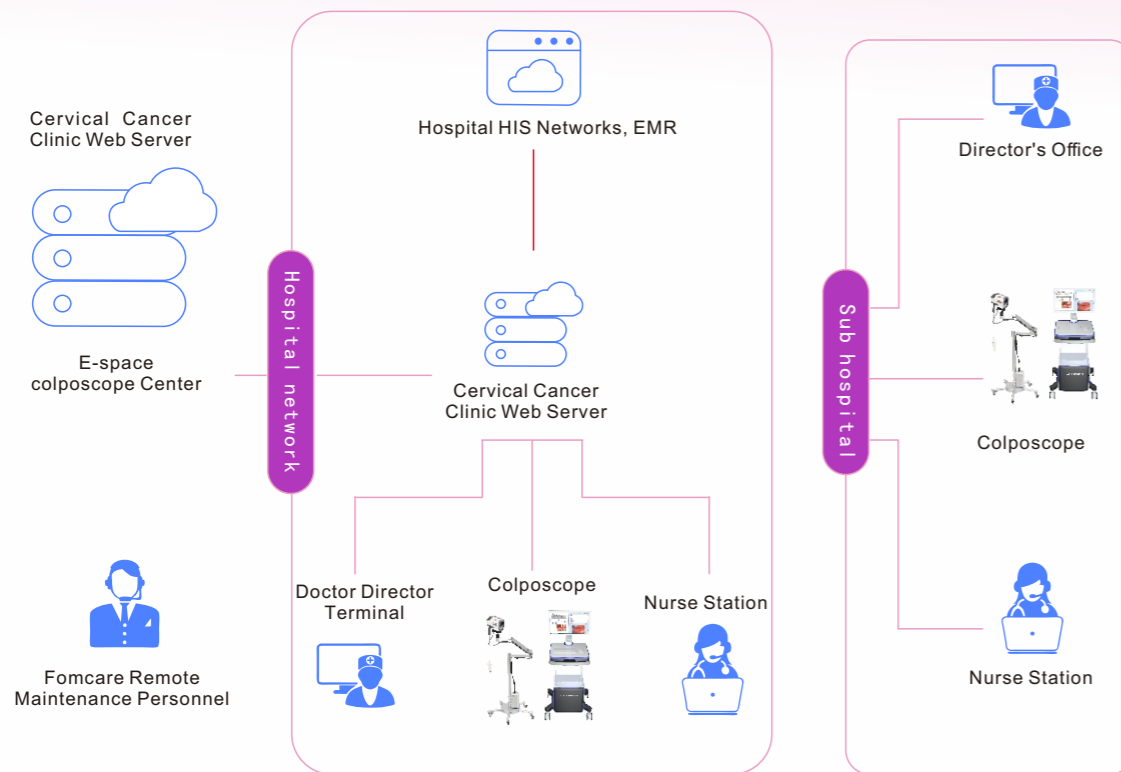 Cervical Cancer
Clinic Web Server
E-space
colposcope Center
Fomcare Remote
Maintenance Personnel
Hospital network
Hospital HIS Networks, EMR
Cervical Cancer
Clinic Web Server
Doctor Director
Terminal
Colposcope
Nurse Station
Sub hospital
Director's Office
Colposcope
Nurse Station